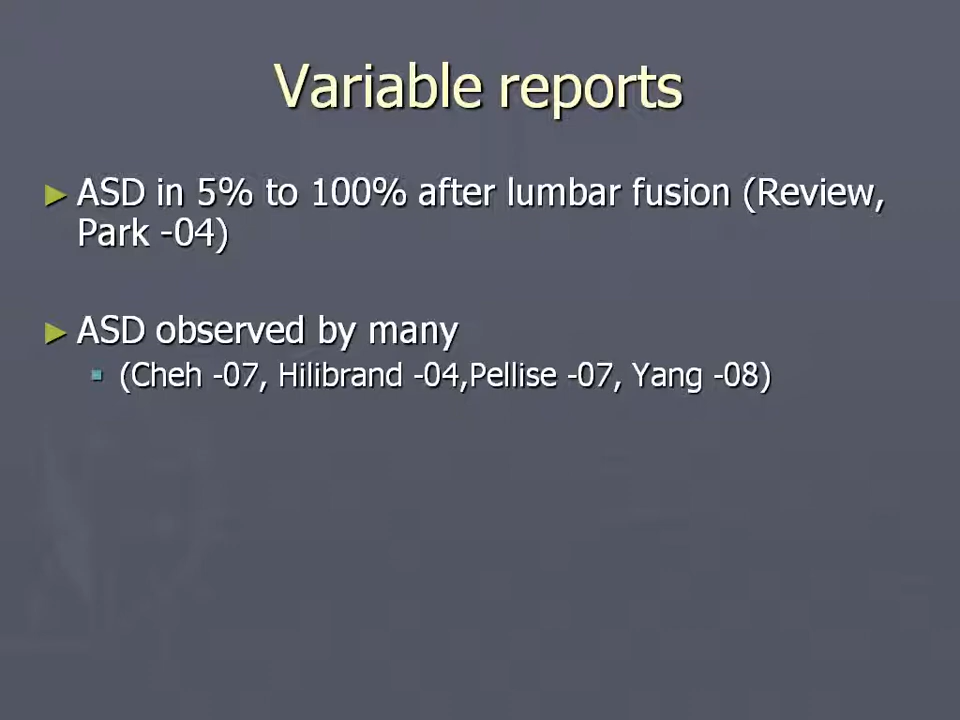 Variable reports
► ASD in 5% to 100% after lumbar fusion (Review,
Park -04)
► ASD observed by many
▪ (Cheh -07, Hilibrand -04,Pellise -07, Yang -08)